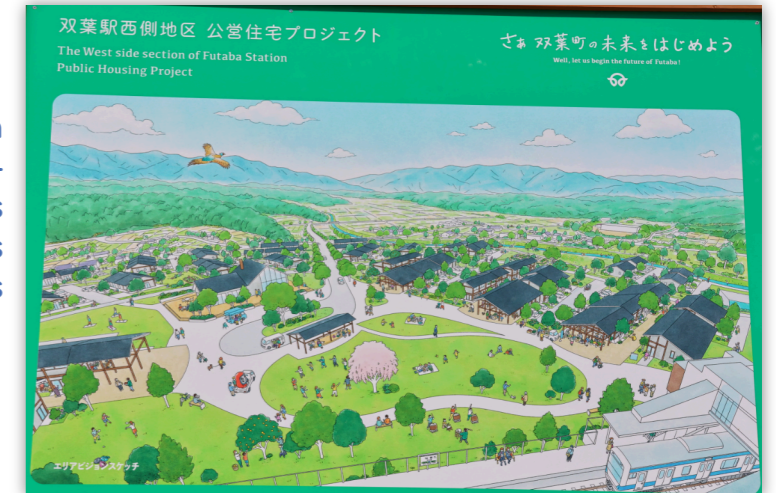 双葉駅西側地区 公営住宅プロジェクト
The West side section of Futaba Station
Public Housing Project
さあ 双葉町の未来をはじめよう
Well, let us begin the future of Futaba!
エリアビジョンスケッチ